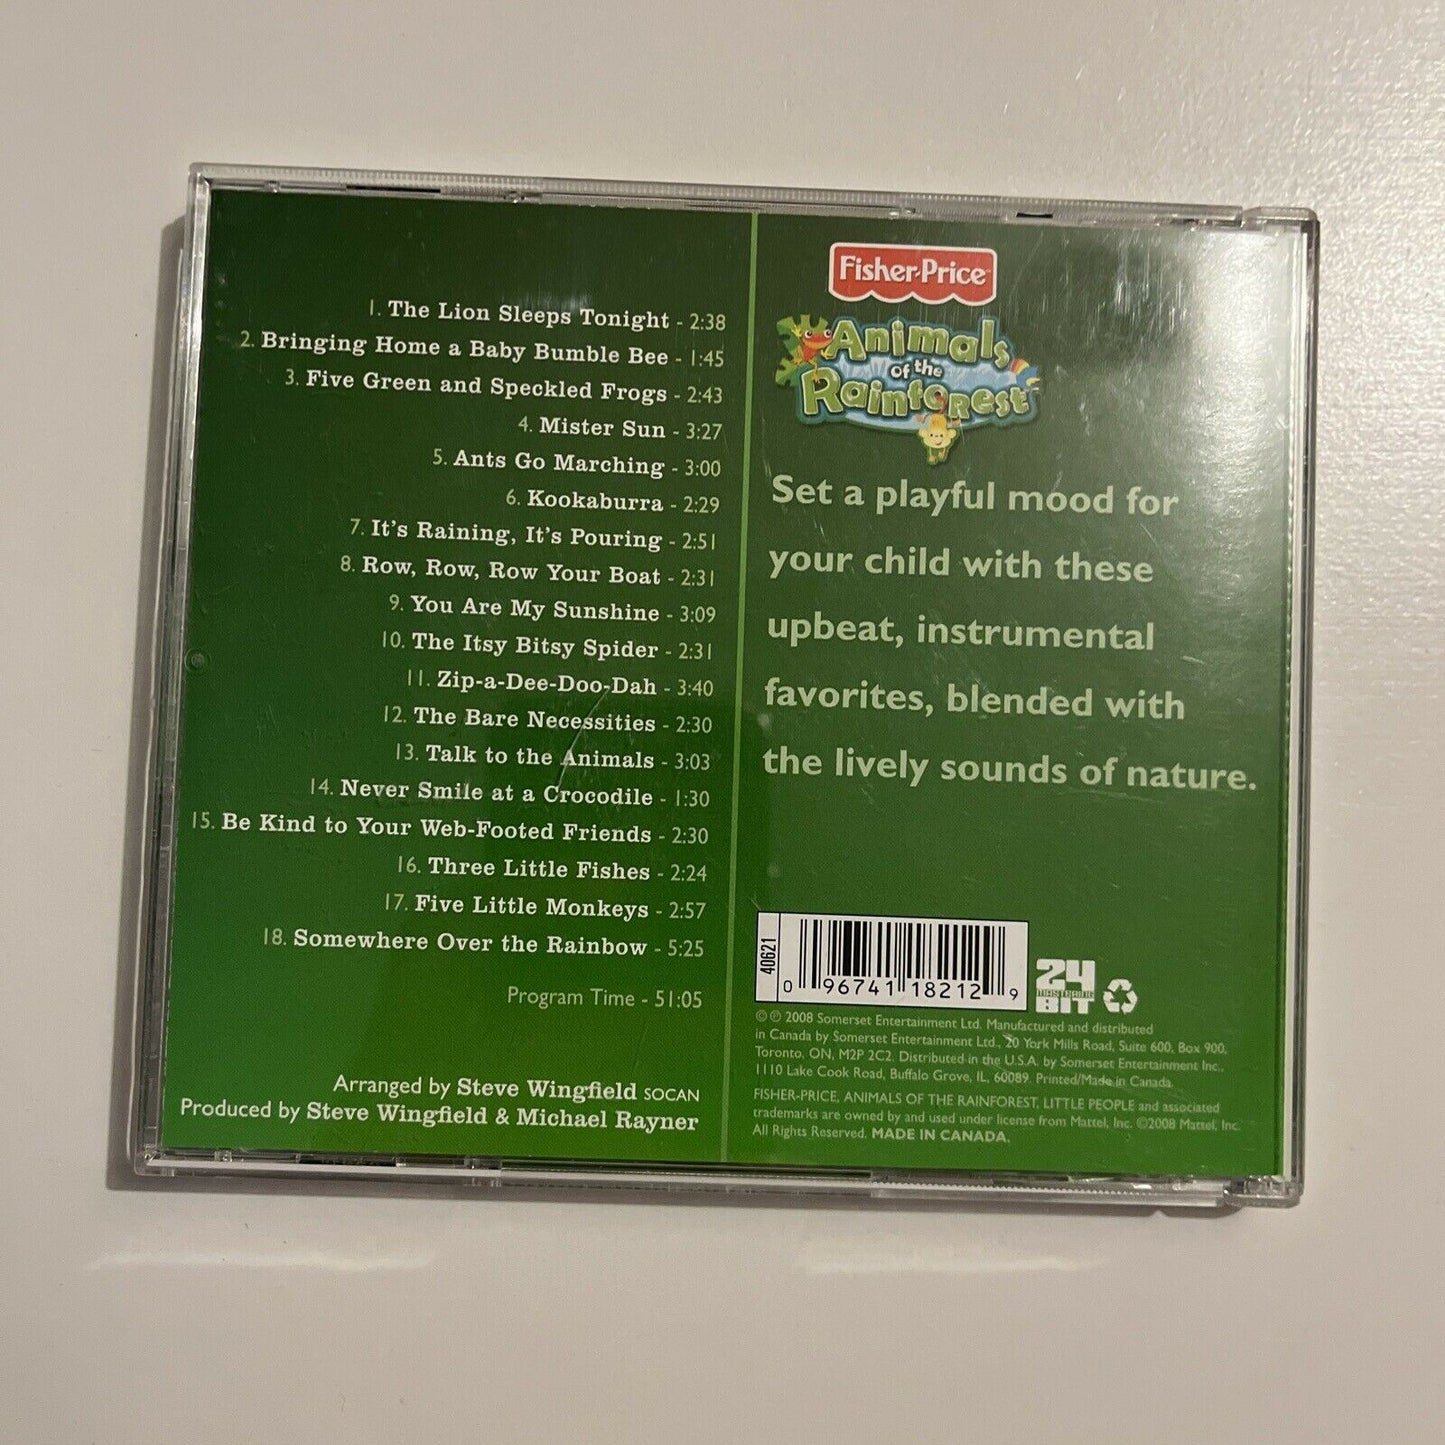 1. The Lion Sleeps Tonight - 2:38
2. Bringing Home a Baby Bumble Bee - 1:45
3. Five Green and Speckled Frogs - 2:43
4. Mister Sun - 3:27
5. Ants Go Marching - 3:00
6. Kookaburra - 2:29
7. It's Raining, It's Pouring - 2:51
8. Row, Row, Row Your Boat - 2:31
9. You Are My Sunshine - 3:09
10. The Itsy Bitsy Spider - 2:31
11. Zip-a-Dee-Doo-Dah - 3:40
12. The Bare Necessities - 2:30
13. Talk to the Animals - 3:03
14. Never Smile at a Crocodile - 1:30
15. Be Kind to Your Web-Footed Friends - 2:30
16. Three Little Fishes - 2:24
17. Five Little Monkeys - 2:57
18. Somewhere Over the Rainbow - 5:25
Program Time - 51:05
Arranged by Steve Wingfield SOCAN
Produced by Steve Wingfield & Michael Rayner
Fisher-Price
Animals
of the
Rainforest™
Set a playful mood for
your child with these
upbeat, instrumental
favorites, blended with
the lively sounds of nature.
40621
0 96741 18212 9
24
MASTERING
BIT
© ℗ 2008 Somerset Entertainment Ltd. Manufactured and distributed
in Canada by Somerset Entertainment Ltd., 20 York Mills Road, Suite 600, Box 900,
Toronto, ON, M2P 2C2. Distributed in the U.S.A. by Somerset Entertainment Inc.,
1110 Lake Cook Road, Buffalo Grove, IL, 60089. Printed/Made in Canada.
FISHER-PRICE, ANIMALS OF THE RAINFOREST, LITTLE PEOPLE and associated
trademarks are owned by and used under license from Mattel, Inc. ©2008 Mattel, Inc.
All Rights Reserved. MADE IN CANADA.